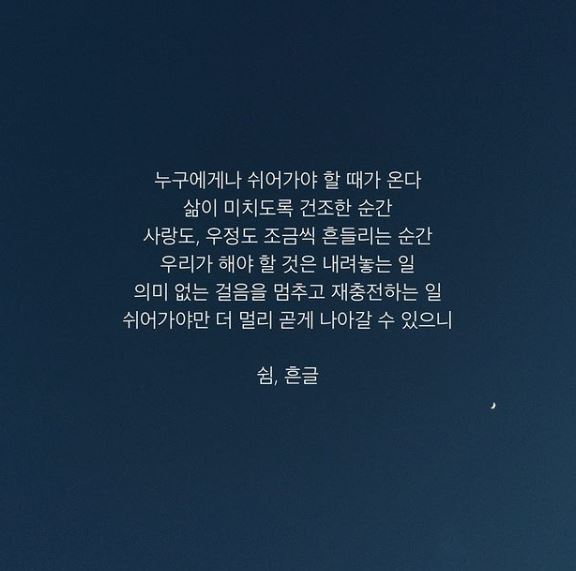 누구에게나 쉬어가야 할 때가 온다
삶이 미치도록 건조한 순간
사랑도, 우정도 조금씩 흔들리는 순간
우리가 해야 할 것은 내려놓는 일
의미 없는 걸음을 멈추고 재충전하는 일
쉬어가야만 더 멀리 곧게 나아갈 수 있으니
쉼, 흔글